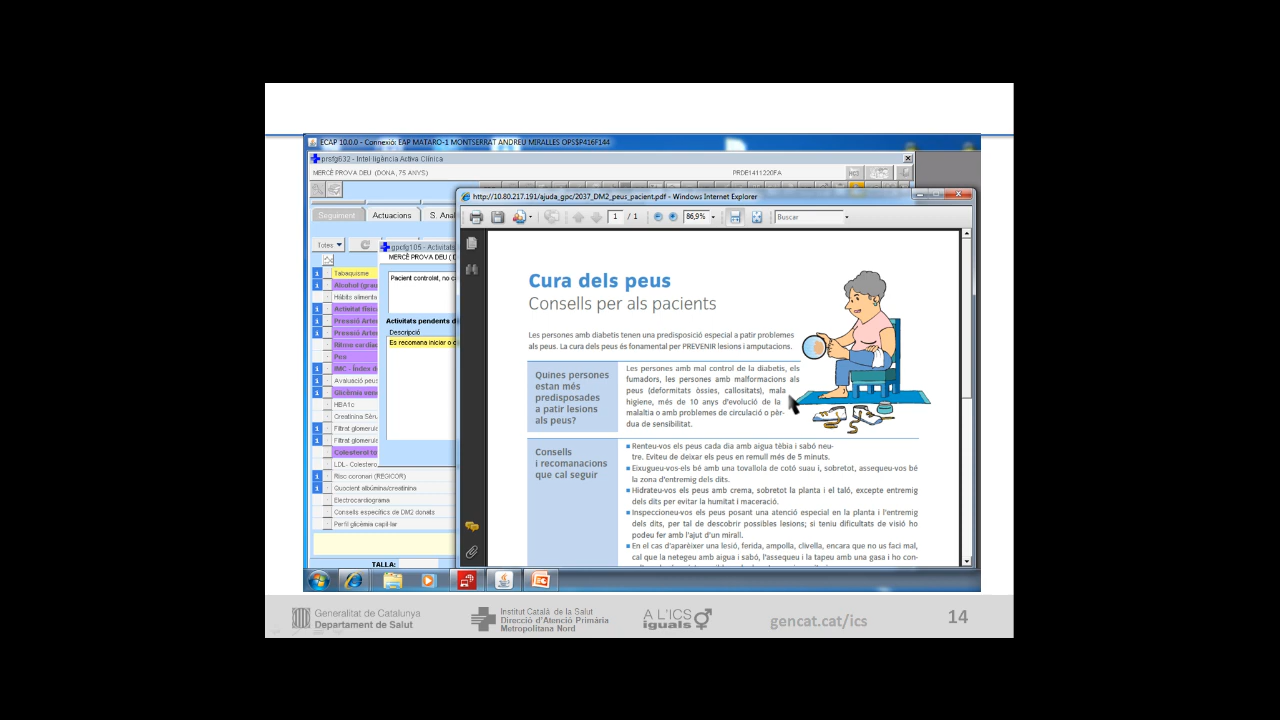 ECAP 10.0.0 - Connexió: EAP MATARO-1 MONTSERRAT ANDREU MIRALLES OPS$P416F144
prsfg632 - Intel·ligència Activa Clínica
MERCÈ PROVA DEU (DONA, 75 ANYS)
PRDE1411220FA
http://10.80.217.191/ajuda_gpc/2037_DM2_peus_pacient.pdf - Windows Internet Explorer
1 / 1
86,9%
Buscar
Seguiment
Actuacions
S. Anal
Totes
gpcfg105 - Activitats
MERCÈ PROVA DEU ( D
Pacient controlat, no c
Activitats pendents d
Descripció
Es recomana iniciar o
Tabaquisme
Alcohol (grau
Hàbits alimenta
Activitat físic
Pressió Arter
Pressió Arter
Ritme cardíac
Pes
IMC - Índex d
Avaluació peus
Glicèmia sèru
HBA1c
Creatinina Sèru
Filtrat glomerula
Filtrat glomerula
Colesterol to
LDL - Colestero
Risc coronari (REGICOR)
Quocient albúmina/creatinina
Electrocardiograma
Consells específics de DM2 donats
Perfil glicèmia capil·lar
TALLA:
Cura dels peus
Consells per als pacients
Les persones amb diabetis tenen una predisposició especial a patir problemes
als peus. La cura dels peus és fonamental per PREVENIR lesions i amputacions.
Quines persones
estan més
predisposades
a patir lesions
als peus?
Les persones amb mal control de la diabetis, els
fumadors, les persones amb malformacions als
peus (deformitats òssies, callositats), mala
higiene, més de 10 anys d'evolució de la
malaltia o amb problemes de circulació o pèr-
dua de sensibilitat.
Consells
i recomanacions
que cal seguir
Renteu-vos els peus cada dia amb aigua tèbia i sabó neu-
tre. Eviteu de deixar els peus en remull més de 5 minuts.
Eixugueu-vos-els bé amb una tovallola de cotó suau i, sobretot, assequeu-vos bé
la zona d'entremig dels dits.
Hidrateu-vos els peus amb crema, sobretot la planta i el taló, excepte entremig
dels dits per evitar la humitat i maceració.
Inspeccioneu-vos els peus posant una atenció especial en la planta i l'entremig
dels dits, per tal de descobrir possibles lesions; si teniu dificultats de visió ho
podeu fer amb l'ajut d'un mirall.
En el cas d'aparèixer una lesió, ferida, ampolla, clivella, encara que no us faci mal,
cal que la netegeu amb aigua i sabó, l'assequeu i la tapeu amb una gasa i ho con-
Generalitat de Catalunya
Departament de Salut
Institut Català de la Salut
Direcció d'Atenció Primària
Metropolitana Nord
A L'ICS
iguals
gencat.cat/ics
14